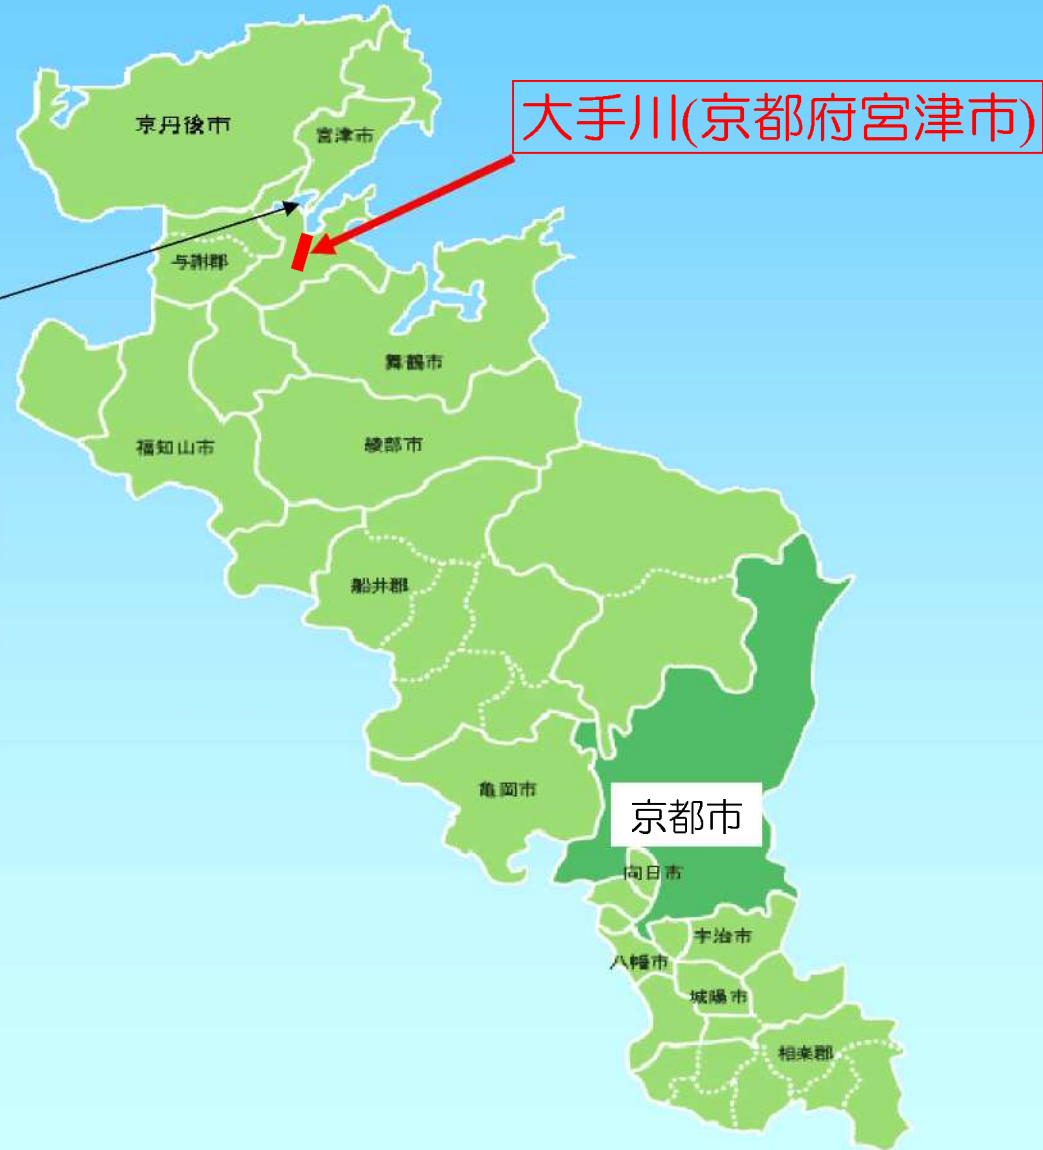 大手川(京都府宮津市)
京丹後市
宮津市
与謝郡
舞鶴市
福知山市
綾部市
船井郡
亀岡市
京都市
向日市
宇治市
八幡市
城陽市
相楽郡